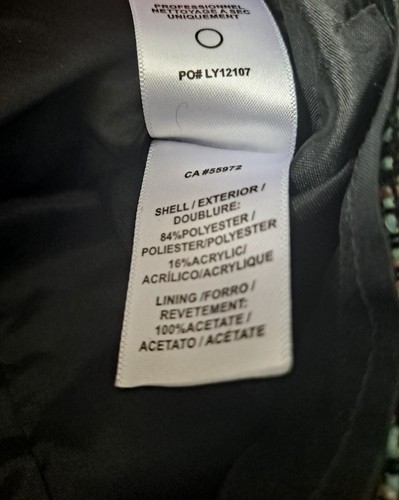 PROFESSIONNEL
NETTOYAGE A SEC
UNIQUEMENT
PO# LY12107
CA #55972
SHELL / EXTERIOR /
DOUBLURE:
84%POLYESTER /
POLIESTER/POLYESTER
16%ACRYLIC/
ACRÍLICO/ACRYLIQUE
LINING /FORRO /
REVETEMENT:
100%ACETATE /
ACETATO / ACÉTATE